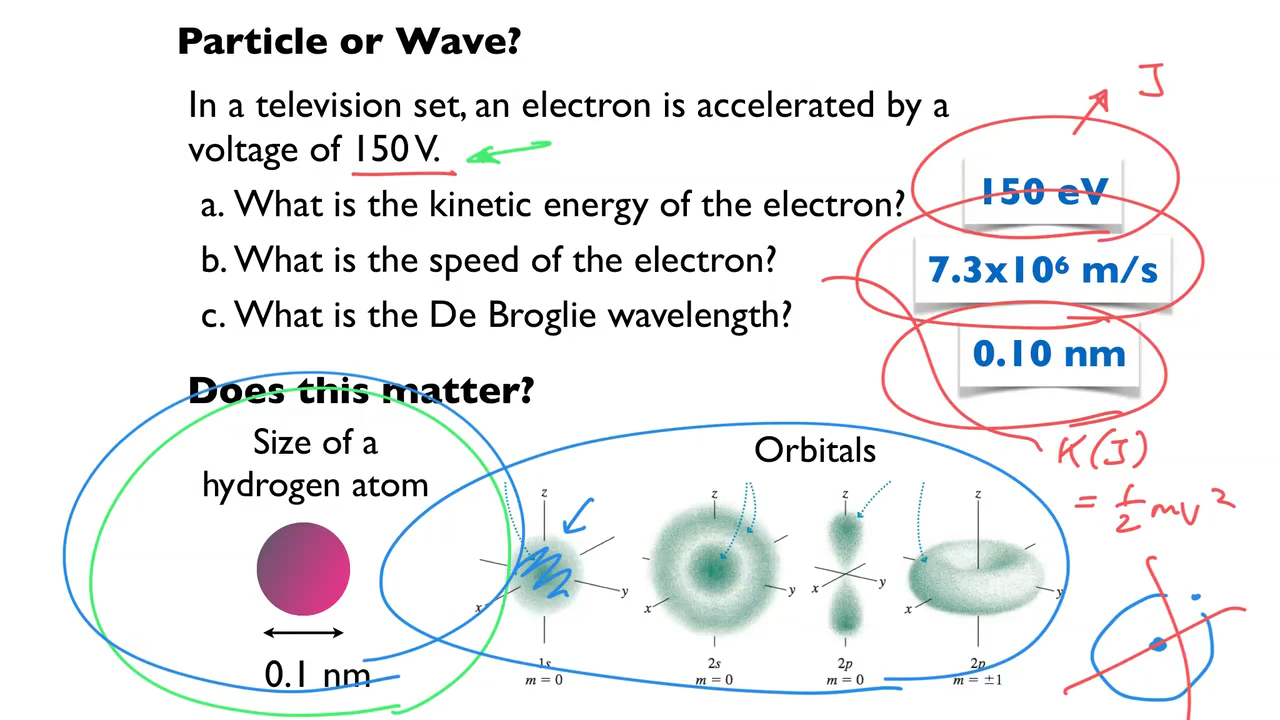 Particle or Wave?
In a television set, an electron is accelerated by a
voltage of 150 V.
a. What is the kinetic energy of the electron?
b. What is the speed of the electron?
c. What is the De Broglie wavelength?
J
150 eV
7.3x10⁶ m/s
0.10 nm
K(J)
= 1/2 mv²
Does this matter?
Size of a
hydrogen atom
0.1 nm
Orbitals
z
z
z
z
x
y
x
y
x
y
x
y
1s
m = 0
2s
m = 0
2p
m = 0
2p
m = ±1